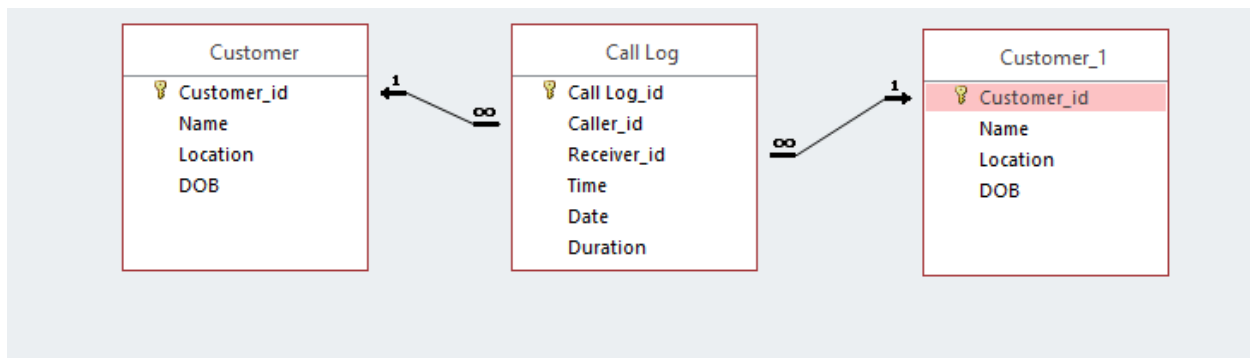 Customer
Customer_id
Name
Location
DOB
1
∞
Call Log
Call Log_id
Caller_id
Receiver_id
Time
Date
Duration
∞
1
Customer_1
Customer_id
Name
Location
DOB